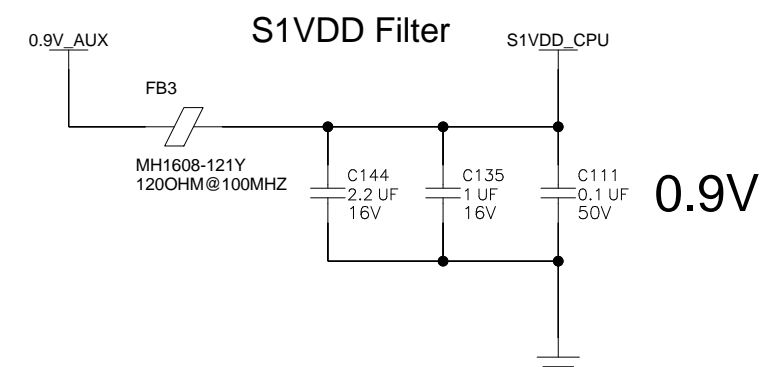 S1VDD Filter
0.9V_AUX
S1VDD_CPU
FB3
MH1608-121Y
120OHM@100MHZ
C144
2.2 UF
16V
C135
1 UF
16V
C111
0.1 UF
50V
0.9V